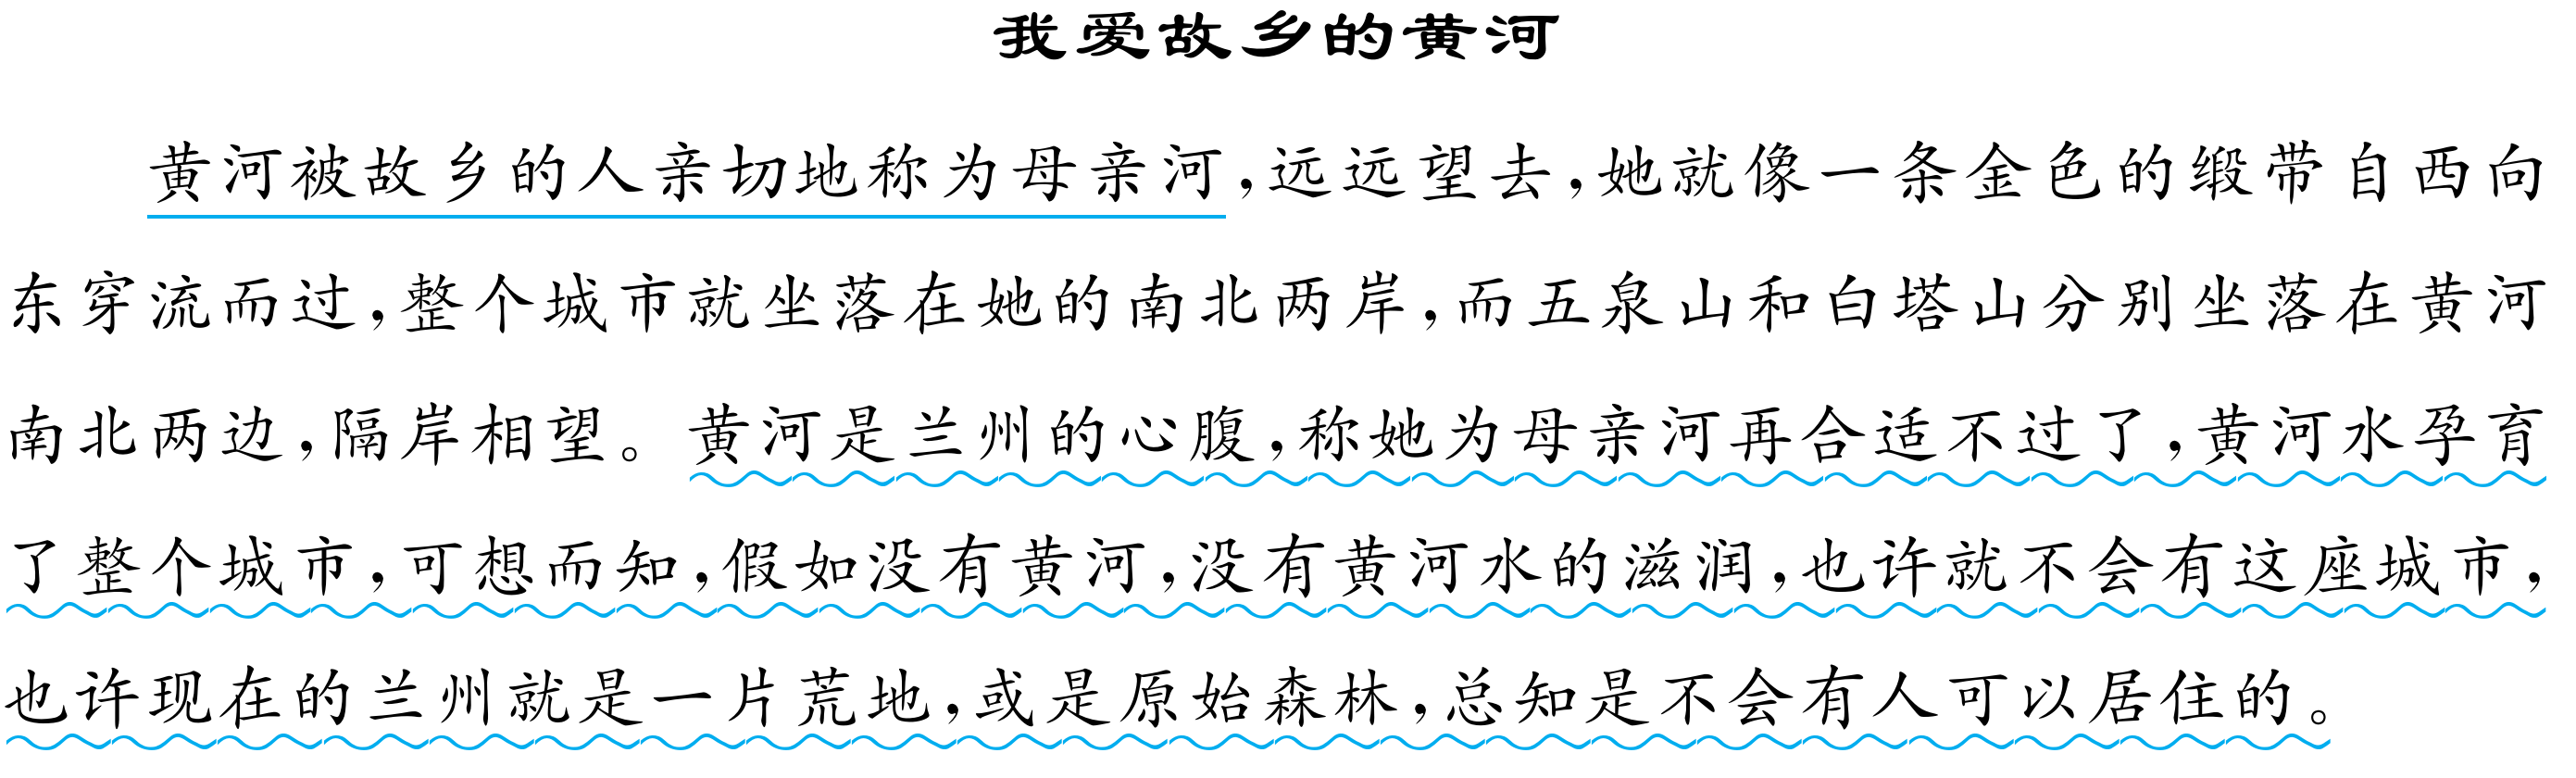 我爱故乡的黄河
黄河被故乡的人亲切地称为母亲河,远远望去,她就像一条金色的缎带自西向
东穿流而过,整个城市就坐落在她的南北两岸,而五泉山和白塔山分别坐落在黄河
南北两边,隔岸相望。黄河是兰州的心腹,称她为母亲河再合适不过了,黄河水孕育
了整个城市,可想而知,假如没有黄河,没有黄河水的滋润,也许就不会有这座城市,
也许现在的兰州就是一片荒地,或是原始森林,总知是不会有人可以居住的。